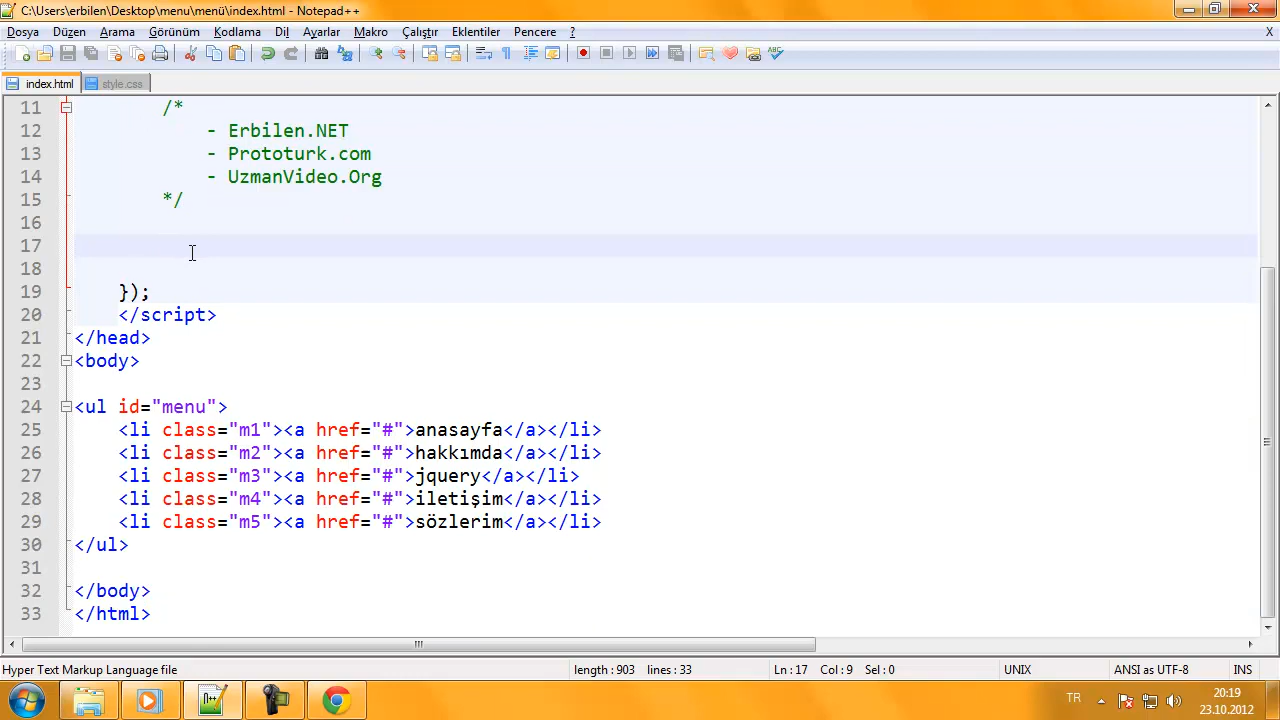 C:\Users\erbilen\Desktop\menu\menü\index.html - Notepad++
Dosya Düzen Arama Görünüm Kodlama Dil Ayarlar Makro Çalıştır Eklentiler Pencere ? X
index.html style.css
11 /*
12 - Erbilen.NET
13 - Prototurk.com
14 - UzmanVideo.Org
15 */
16
17
18
19 });
20 </script>
21 </head>
22 <body>
23
24 <ul id="menu">
25 <li class="m1"><a href="#">anasayfa</a></li>
26 <li class="m2"><a href="#">hakkımda</a></li>
27 <li class="m3"><a href="#">jquery</a></li>
28 <li class="m4"><a href="#">iletişim</a></li>
29 <li class="m5"><a href="#">sözlerim</a></li>
30 </ul>
31
32 </body>
33 </html>
Hyper Text Markup Language file length : 903 lines : 33 Ln : 17 Col : 9 Sel : 0 UNIX ANSI as UTF-8 INS
TR 20:19
23.10.2012